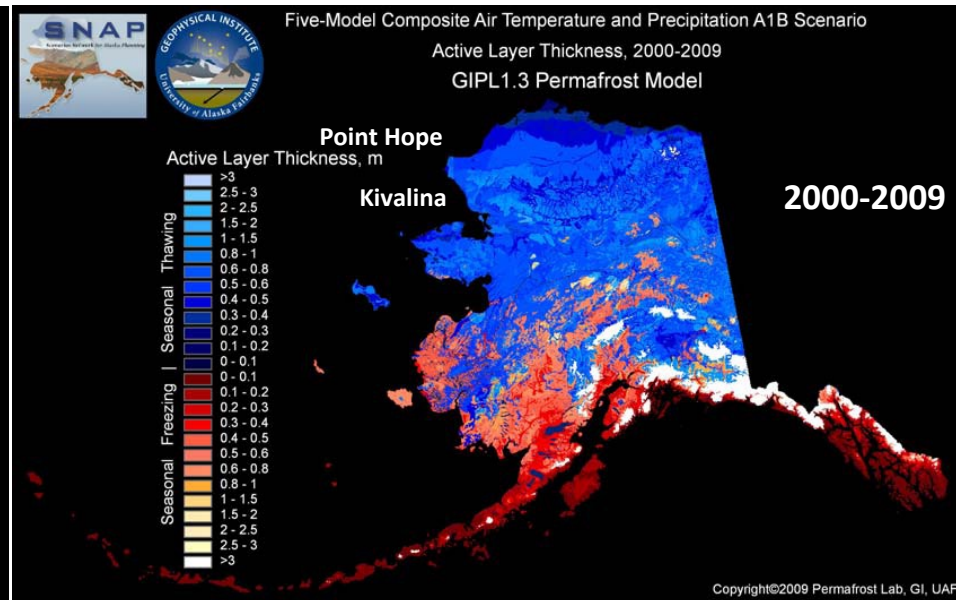 SNAP
Scenarios Network for Alaska Planning
GEOPHYSICAL INSTITUTE
University of Alaska Fairbanks
Five-Model Composite Air Temperature and Precipitation A1B Scenario
Active Layer Thickness, 2000-2009
GIPL1.3 Permafrost Model
Point Hope
Active Layer Thickness, m
Kivalina
2000-2009
Seasonal Freezing | Seasonal Thawing
>3
2.5 - 3
2 - 2.5
1.5 - 2
1 - 1.5
0.8 - 1
0.6 - 0.8
0.5 - 0.6
0.4 - 0.5
0.3 - 0.4
0.2 - 0.3
0.1 - 0.2
0 - 0.1
0 - 0.1
0.1 - 0.2
0.2 - 0.3
0.3 - 0.4
0.4 - 0.5
0.5 - 0.6
0.6 - 0.8
0.8 - 1
1 - 1.5
1.5 - 2
2 - 2.5
2.5 - 3
>3
Copyright©2009 Permafrost Lab, GI, UAF